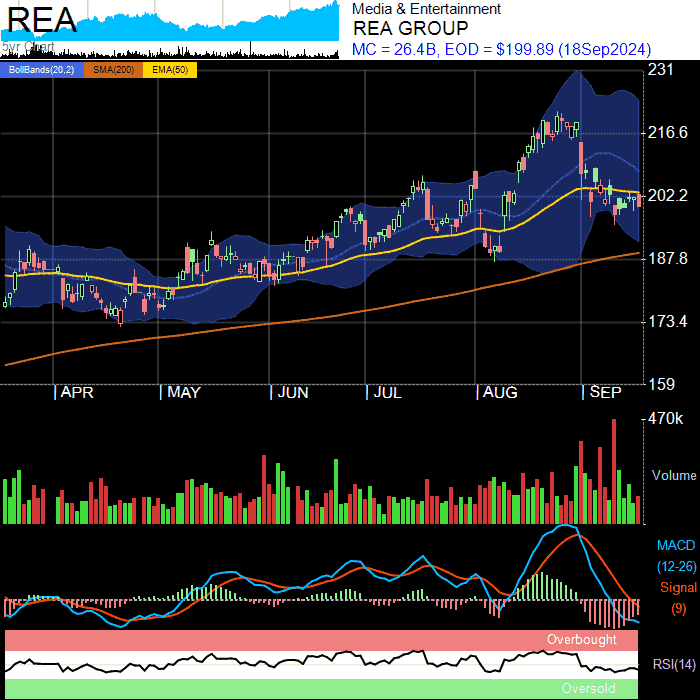 REA
5yr Chart
Media & Entertainment
REA GROUP
MC = 26.4B, EOD = $199.89 (18Sep2024)
BollBands(20,2) SMA(200) EMA(50)
231
216.6
202.2
187.8
173.4
159
APR MAY JUN JUL AUG SEP
470k
Volume
MACD
(12-26)
Signal
(9)
Overbought
RSI(14)
Oversold